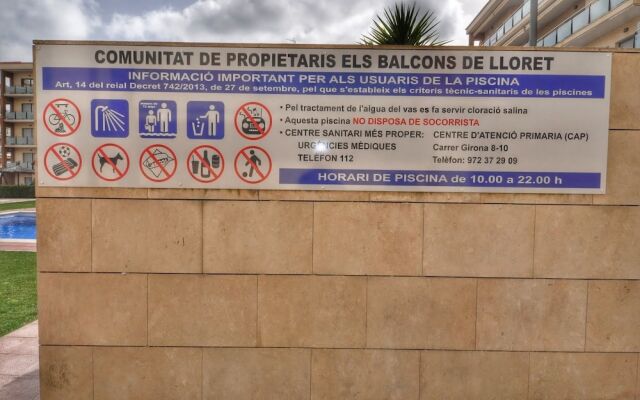 COMUNITAT DE PROPIETARIS ELS BALCONS DE LLORET
INFORMACIÓ IMPORTANT PER ALS USUARIS DE LA PISCINA
Art, 14 del reial Decret 742/2013, de 27 de setembre, pel que s'estableix els criteris tècnic-sanitaris de les piscines
• Pel tractament de l'aigua del vas es fa servir cloració salina
• Aquesta piscina NO DISPOSA DE SOCORRISTA
• CENTRE SANITARI MÉS PROPER: CENTRE D'ATENCIÓ PRIMARIA (CAP)
URGÈNCIES MÈDIQUES Carrer Girona 8-10
TELÈFON 112 Telèfon: 972 37 29 09
HORARI DE PISCINA de 10.00 a 22.00 h